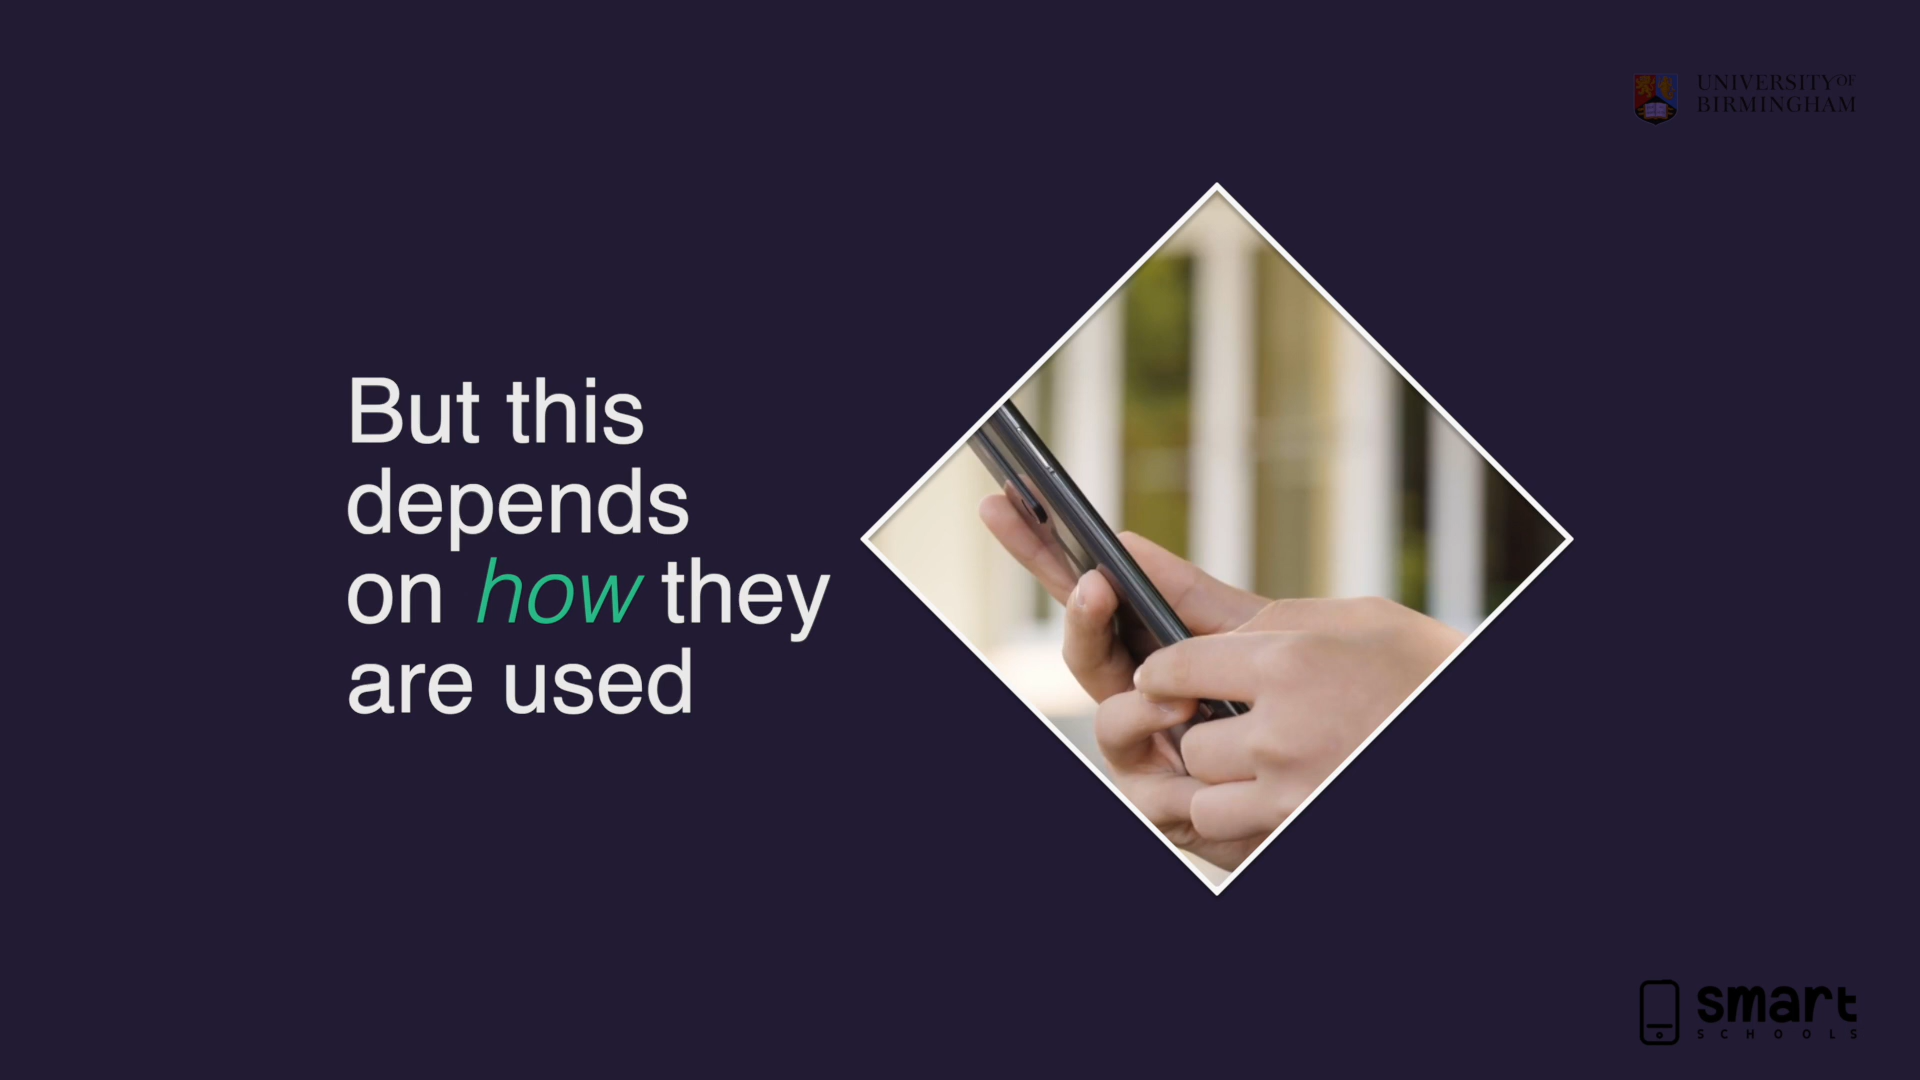 UNIVERSITY OF
BIRMINGHAM
But this
depends
on how they
are used
smart
SCHOOLS